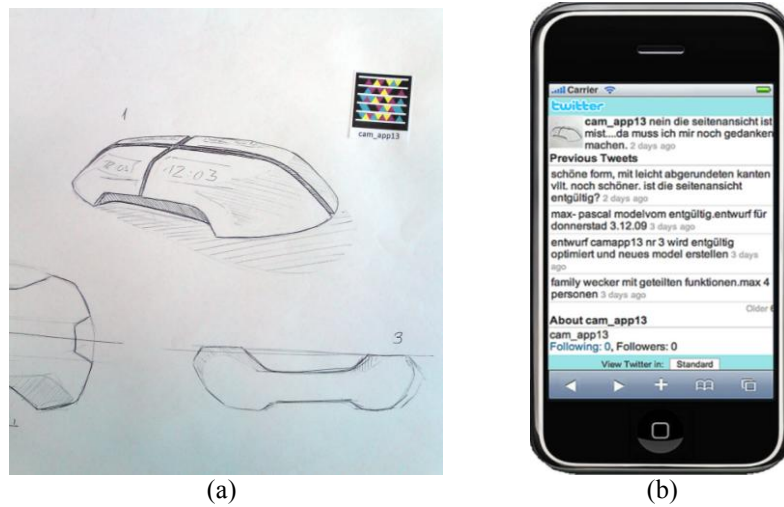 1
cam_app13
12:03
3
(a)
Carrier
twitter
cam_app13 nein die seitenansicht ist
mist....da muss ich mir noch gedanken
machen. 2 days ago
Previous Tweets
schöne form, mit leicht abgerundeten kanten
vllt. noch schöner. ist die seitenansicht
entgültig? 2 days ago
max- pascal modelvom entgültig.entwurf für
donnerstad 3.12.09 3 days ago
entwurf camapp13 nr 3 wird entgültig
optimiert und neues model erstellen 3 days
ago
family wecker mit geteilten funktionen.max 4
personen 3 days ago
Older
About cam_app13
cam_app13
Following: 0, Followers: 0
View Twitter in: Standard
(b)